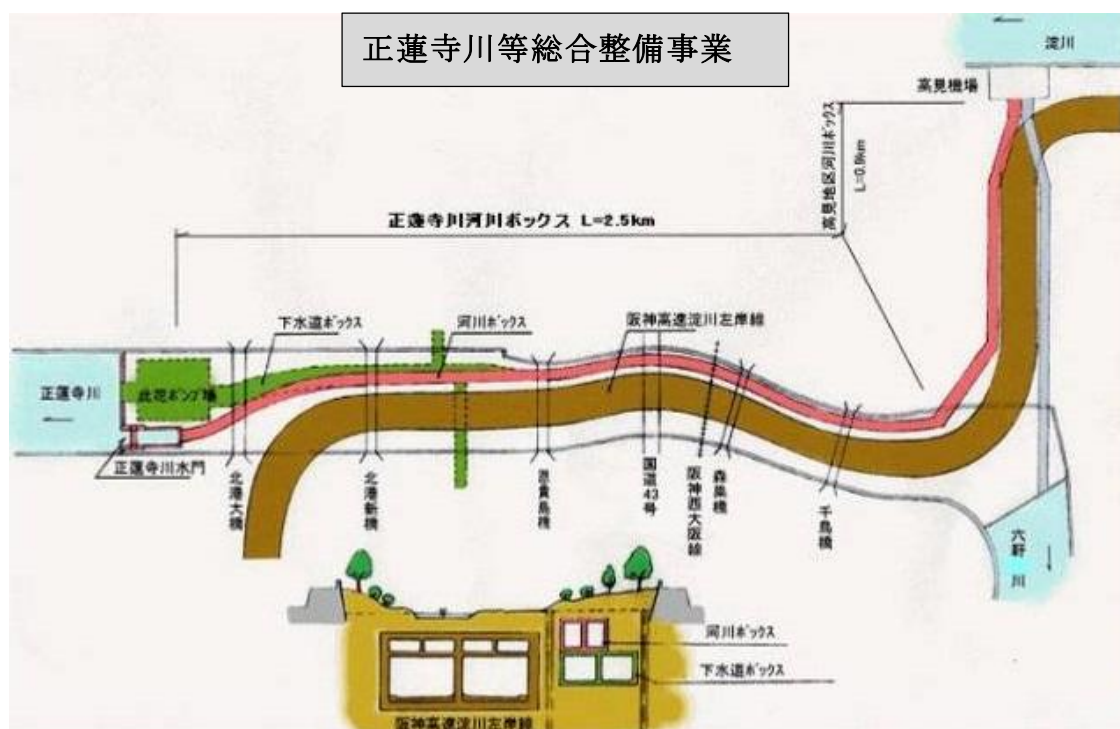 正蓮寺川等総合整備事業
淀川
高見機場
高見地区河川ボックス
L=0.9km
正蓮寺川河川ボックス L=2.5km
下水道ボックス
河川ボックス
阪神高速淀川左岸線
正蓮寺川
此花ポンプ場
正蓮寺川水門
北港大橋
北港新橋
恩貴島橋
国道43号
阪神西大阪線
森巣橋
千鳥橋
六軒川
河川ボックス
下水道ボックス
阪神高速淀川左岸線